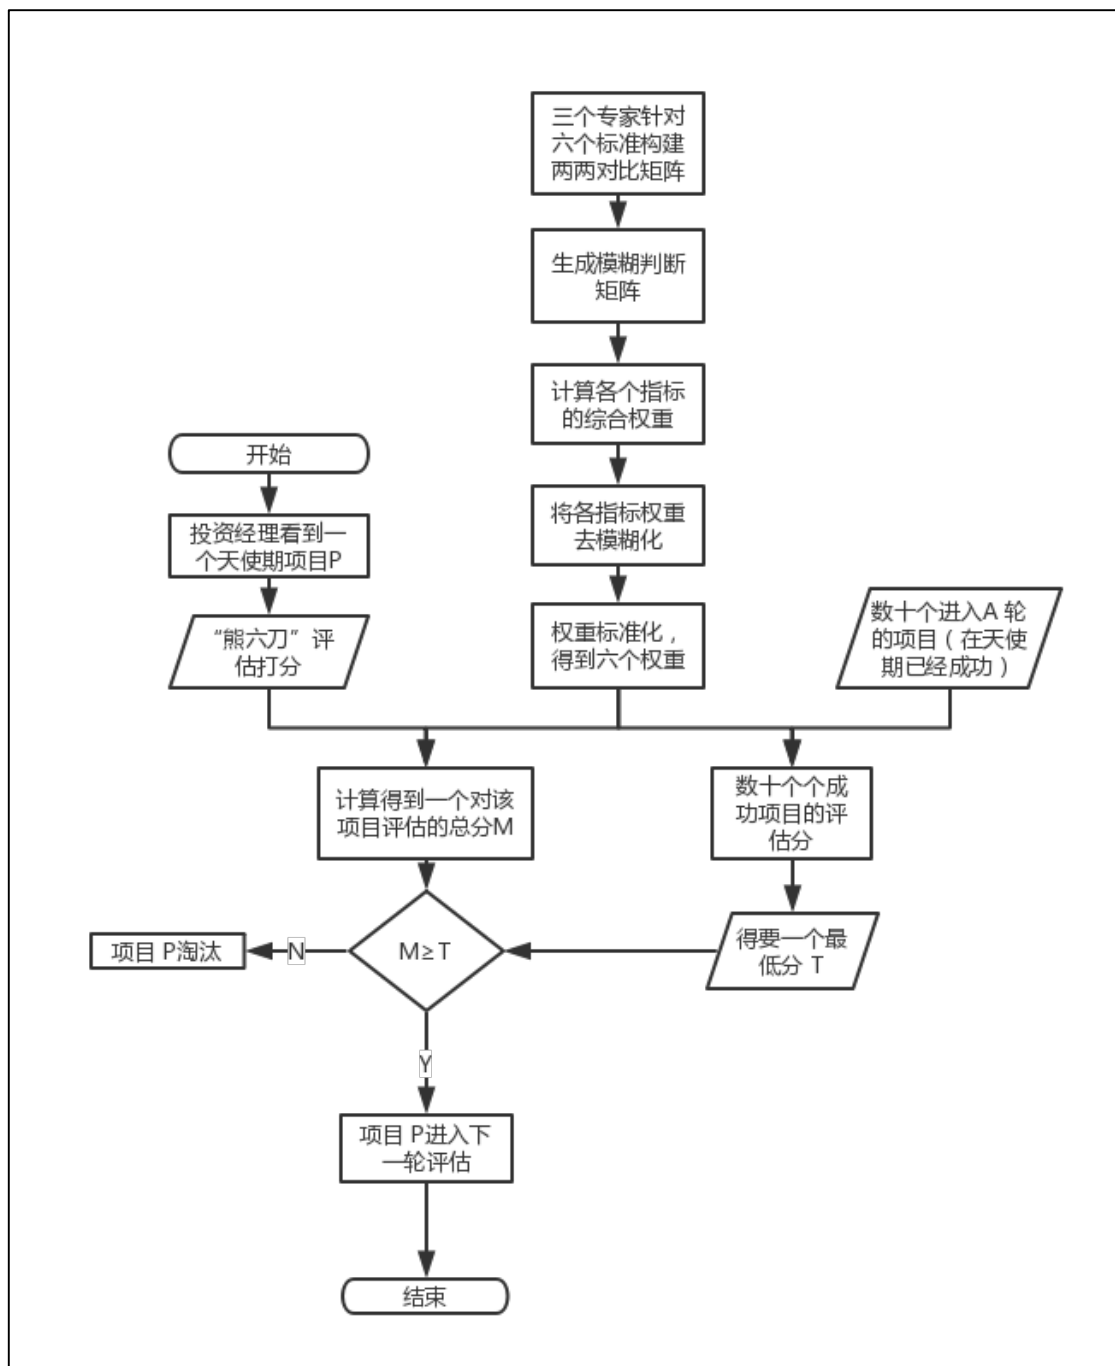 三个专家针对
六个标准构建
两两对比矩阵
生成模糊判断
矩阵
计算各个指标
的综合权重
开始
将各指标权重
去模糊化
投资经理看到一
个天使期项目P
数十个进入A 轮
的项目（在天使
期已经成功）
“熊六刀”评
估打分
权重标准化，
得到六个权重
计算得到一个对该
项目评估的总分M
数十个个成
功项目的评
估分
项目 P淘汰
N
M≥T
得要一个最
低分 T
Y
项目 P进入下
一轮评估
结束